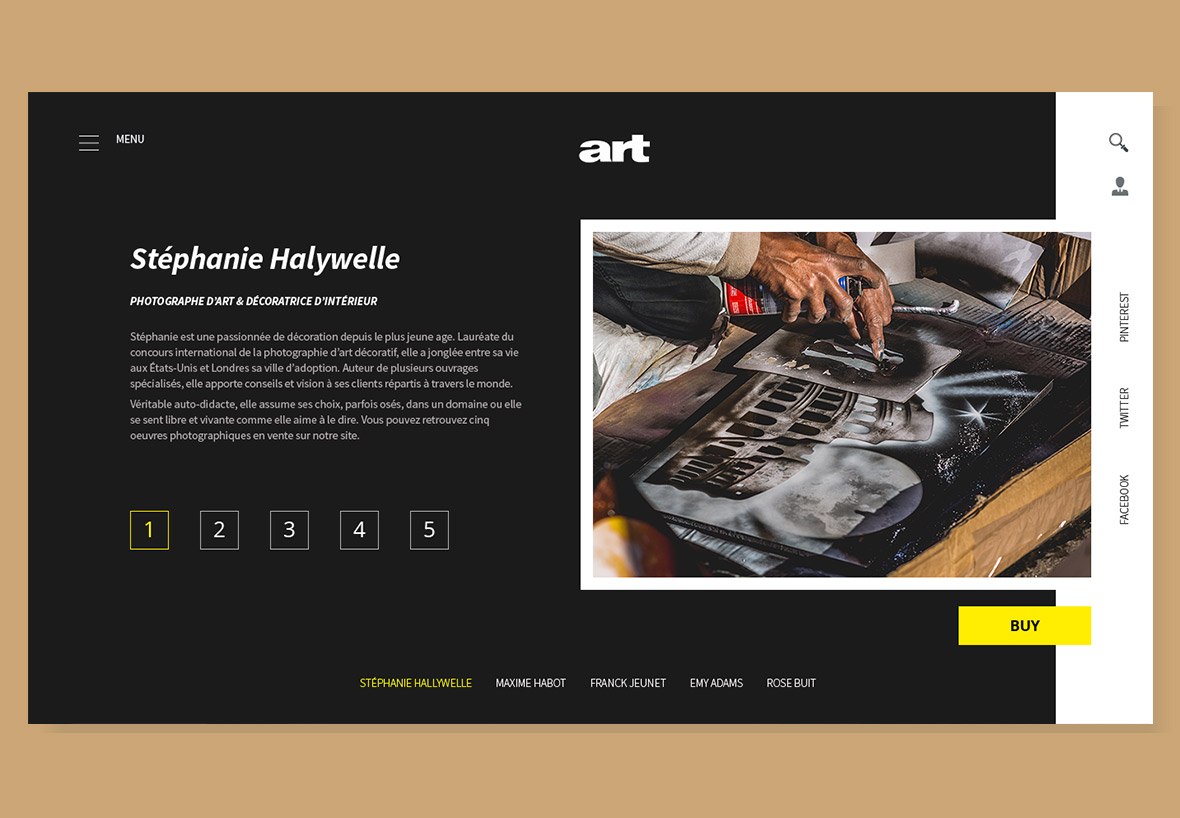 MENU
art
Stéphanie Halywelle
PHOTOGRAPHE D'ART & DÉCORATRICE D'INTÉRIEUR
Stéphanie est une passionnée de décoration depuis le plus jeune age. Lauréate du
concours international de la photographie d'art décoratif, elle a jonglée entre sa vie
aux États-Unis et Londres sa ville d'adoption. Auteur de plusieurs ouvrages
spécialisés, elle apporte conseils et vision à ses clients répartis à travers le monde.
Véritable auto-didacte, elle assume ses choix, parfois osés, dans un domaine ou elle
se sent libre et vivante comme elle aime à le dire. Vous pouvez retrouvez cinq
oeuvres photographiques en vente sur notre site.
1 2 3 4 5
PINTEREST
TWITTER
FACEBOOK
BUY
STÉPHANIE HALLYWELLE MAXIME HABOT FRANCK JEUNET EMY ADAMS ROSE BUIT